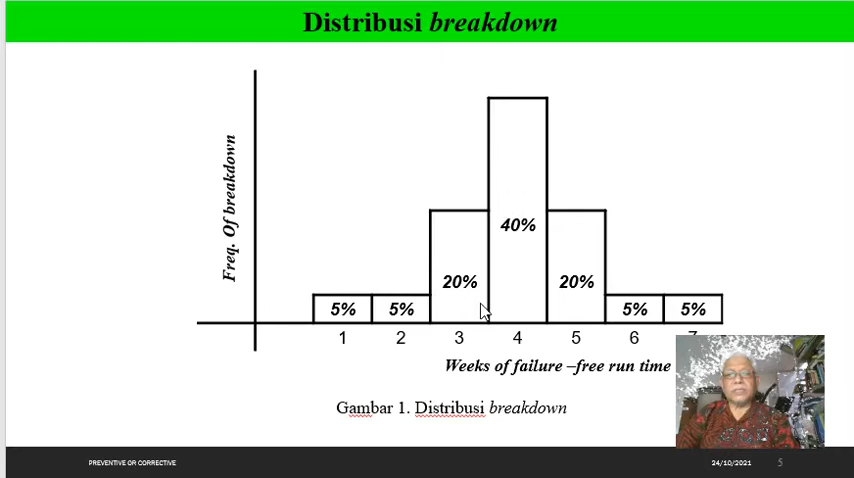 Distribusi breakdown
Freq. Of breakdown
40%
20%
20%
5%
5%
5%
5%
1 2 3 4 5 6 7
Weeks of failure –free run time
Gambar 1. Distribusi breakdown
PREVENTIVE OR CORRECTIVE
24/10/2021
5